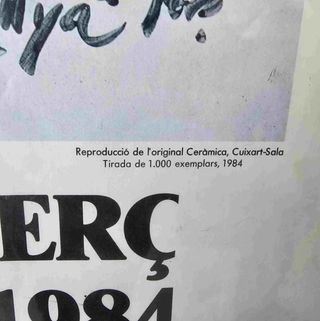 Reproducció de l'original Ceràmica, Cuixart-Sala
Tirada de 1.000 exemplars, 1984
ERÇ
1984